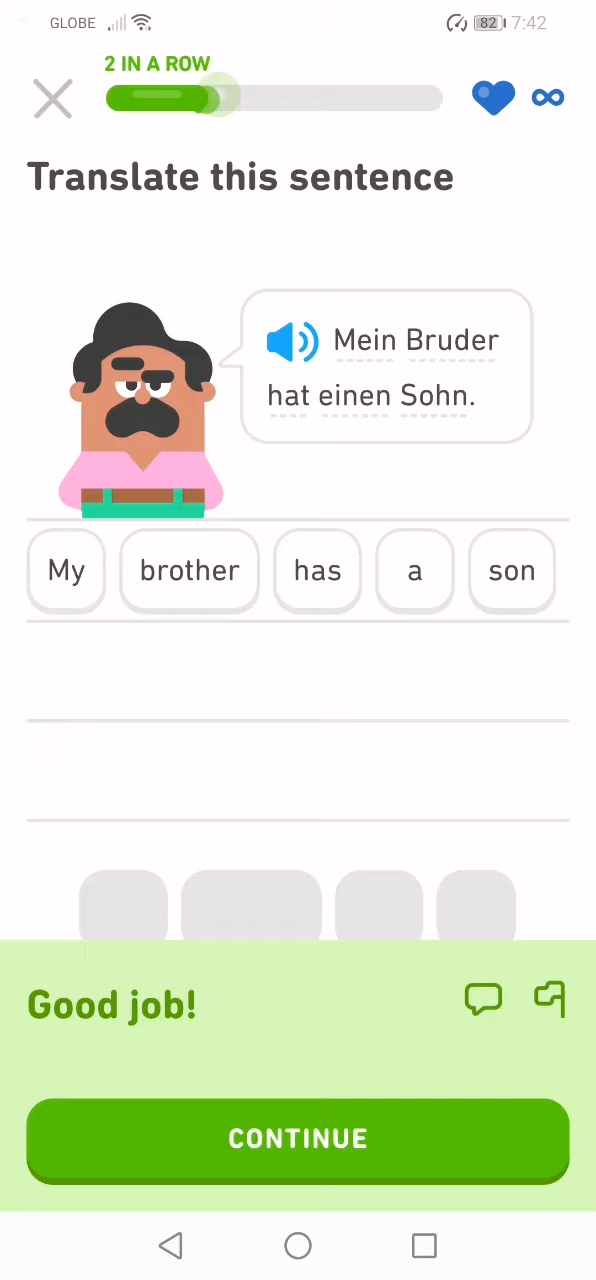 GLOBE 82 7:42
2 IN A ROW
Translate this sentence
Mein Bruder
hat einen Sohn.
My brother has a son
Good job!
CONTINUE